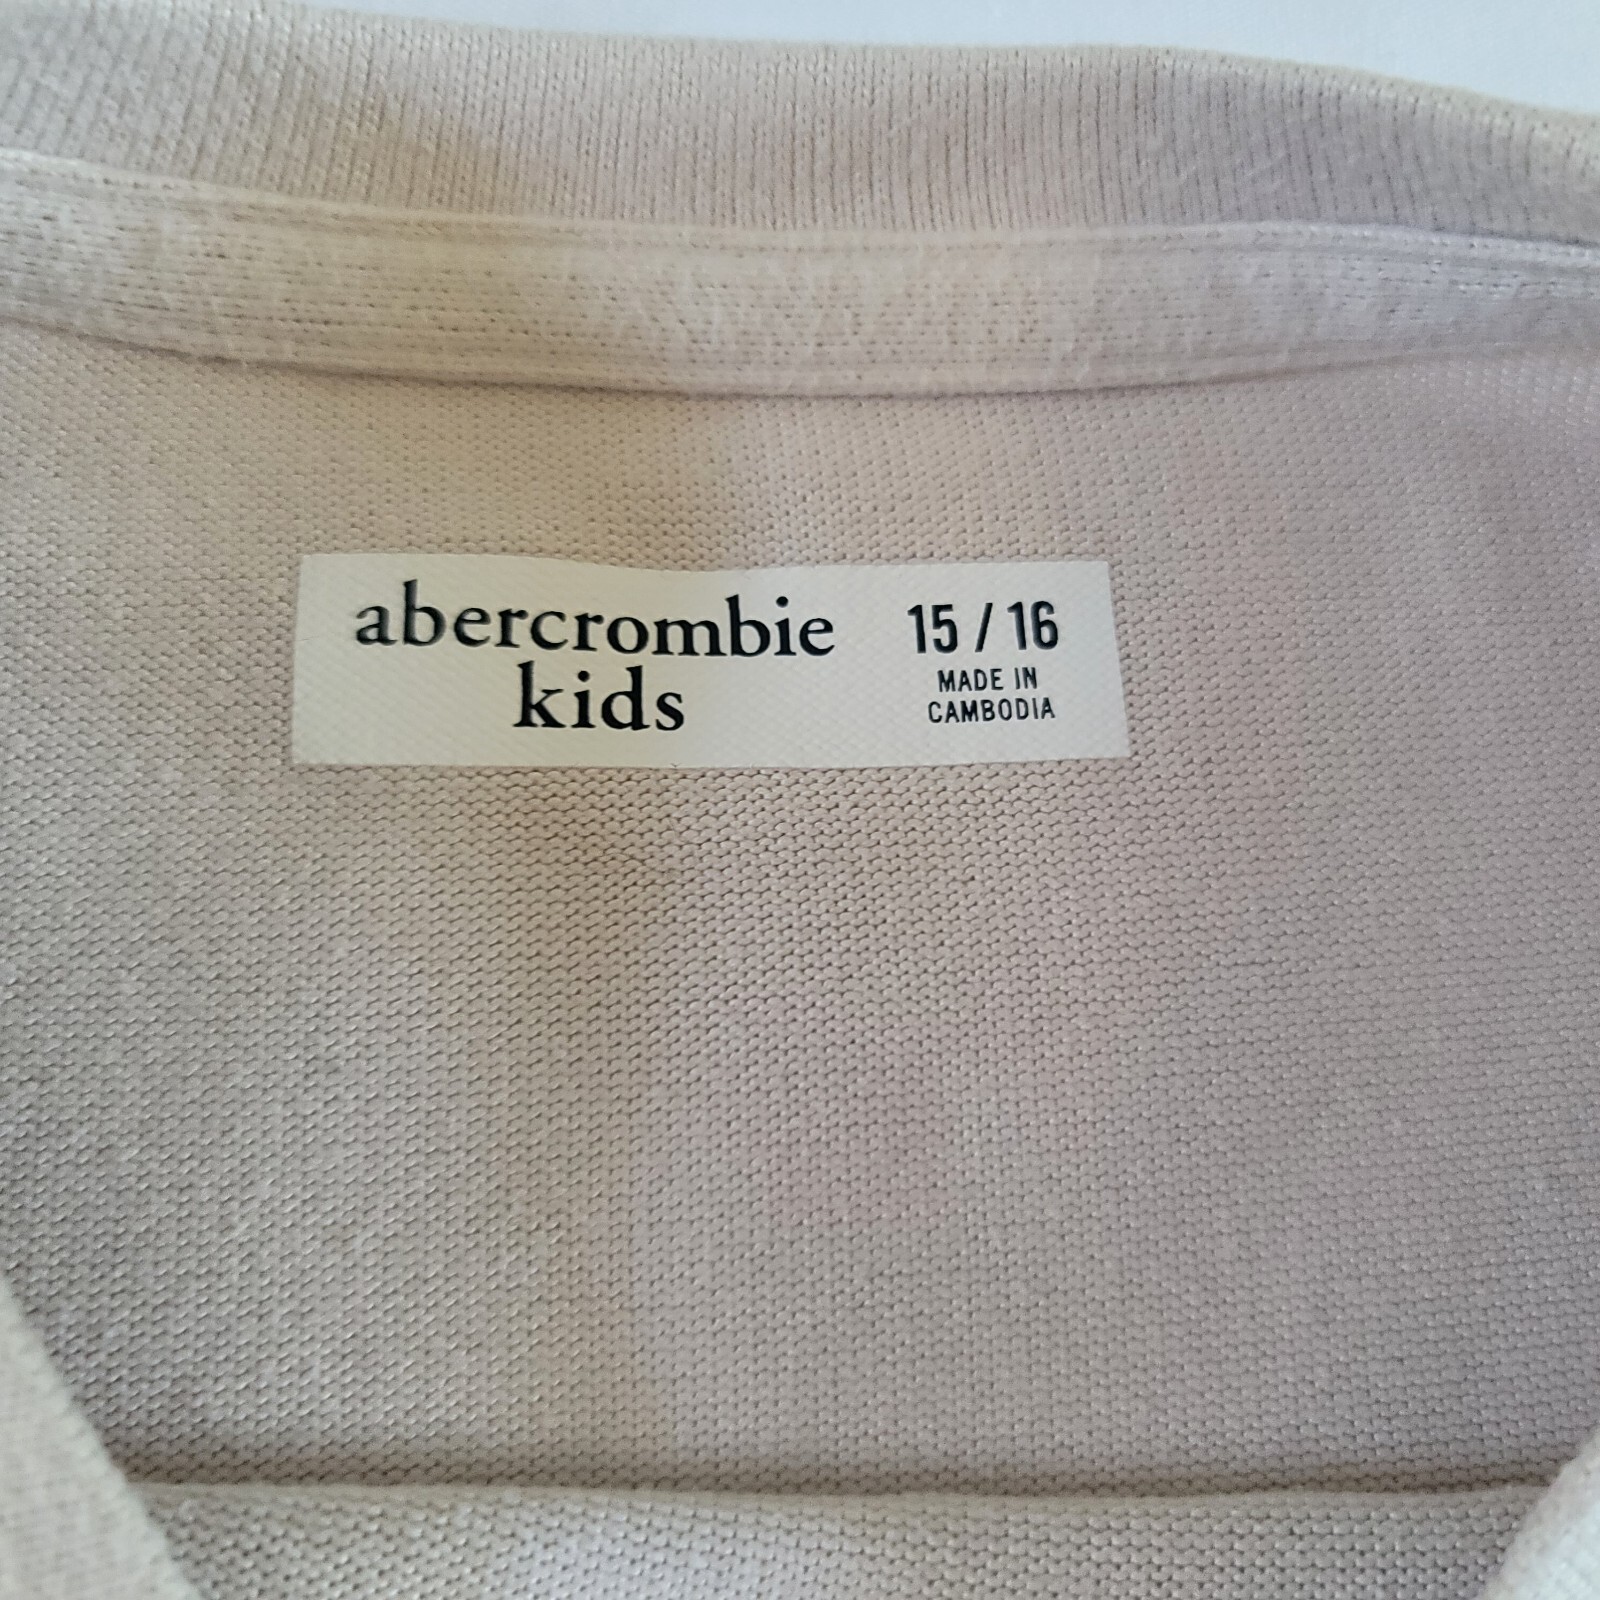 abercrombie
kids
15 / 16
MADE IN
CAMBODIA